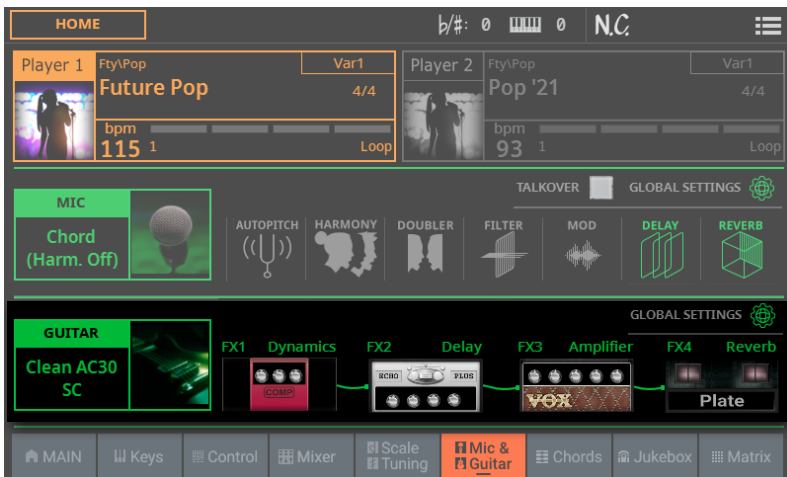 HOME
b/#: 0
0
N.C.
Player 1
Fty\Pop
Var1
Future Pop
4/4
bpm
115
1
Loop
Player 2
Fty\Pop
Var1
Pop '21
4/4
bpm
93
1
Loop
TALKOVER
GLOBAL SETTINGS
MIC
Chord
(Harm. Off)
AUTOPITCH
HARMONY
DOUBLER
FILTER
MOD
DELAY
REVERB
GLOBAL SETTINGS
GUITAR
Clean AC30
SC
FX1 Dynamics
FX2 Delay
FX3 Amplifier
FX4 Reverb
COMP
ECHO PLUS
VOX
Plate
MAIN
Keys
Control
Mixer
Scale
Tuning
Mic &
Guitar
Chords
Jukebox
Matrix